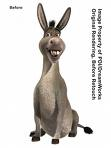 Before
Image Property of PDI/DreamWorks
Original Rendering, Before Retouch